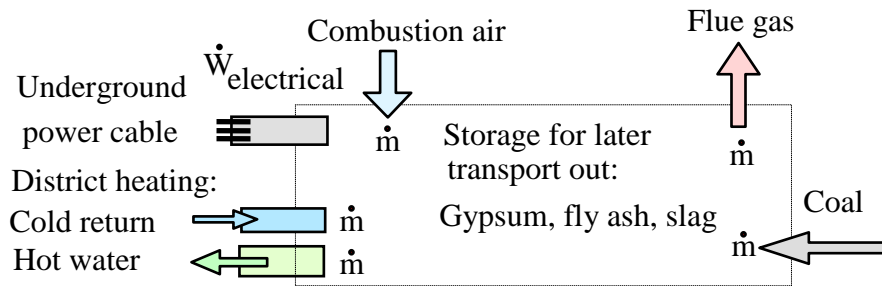 Combustion air
Flue gas
Ẇelectrical
Underground
power cable
ṁ
Storage for later
transport out:
ṁ
District heating:
Cold return
ṁ
Gypsum, fly ash, slag
Coal
ṁ
Hot water
ṁ